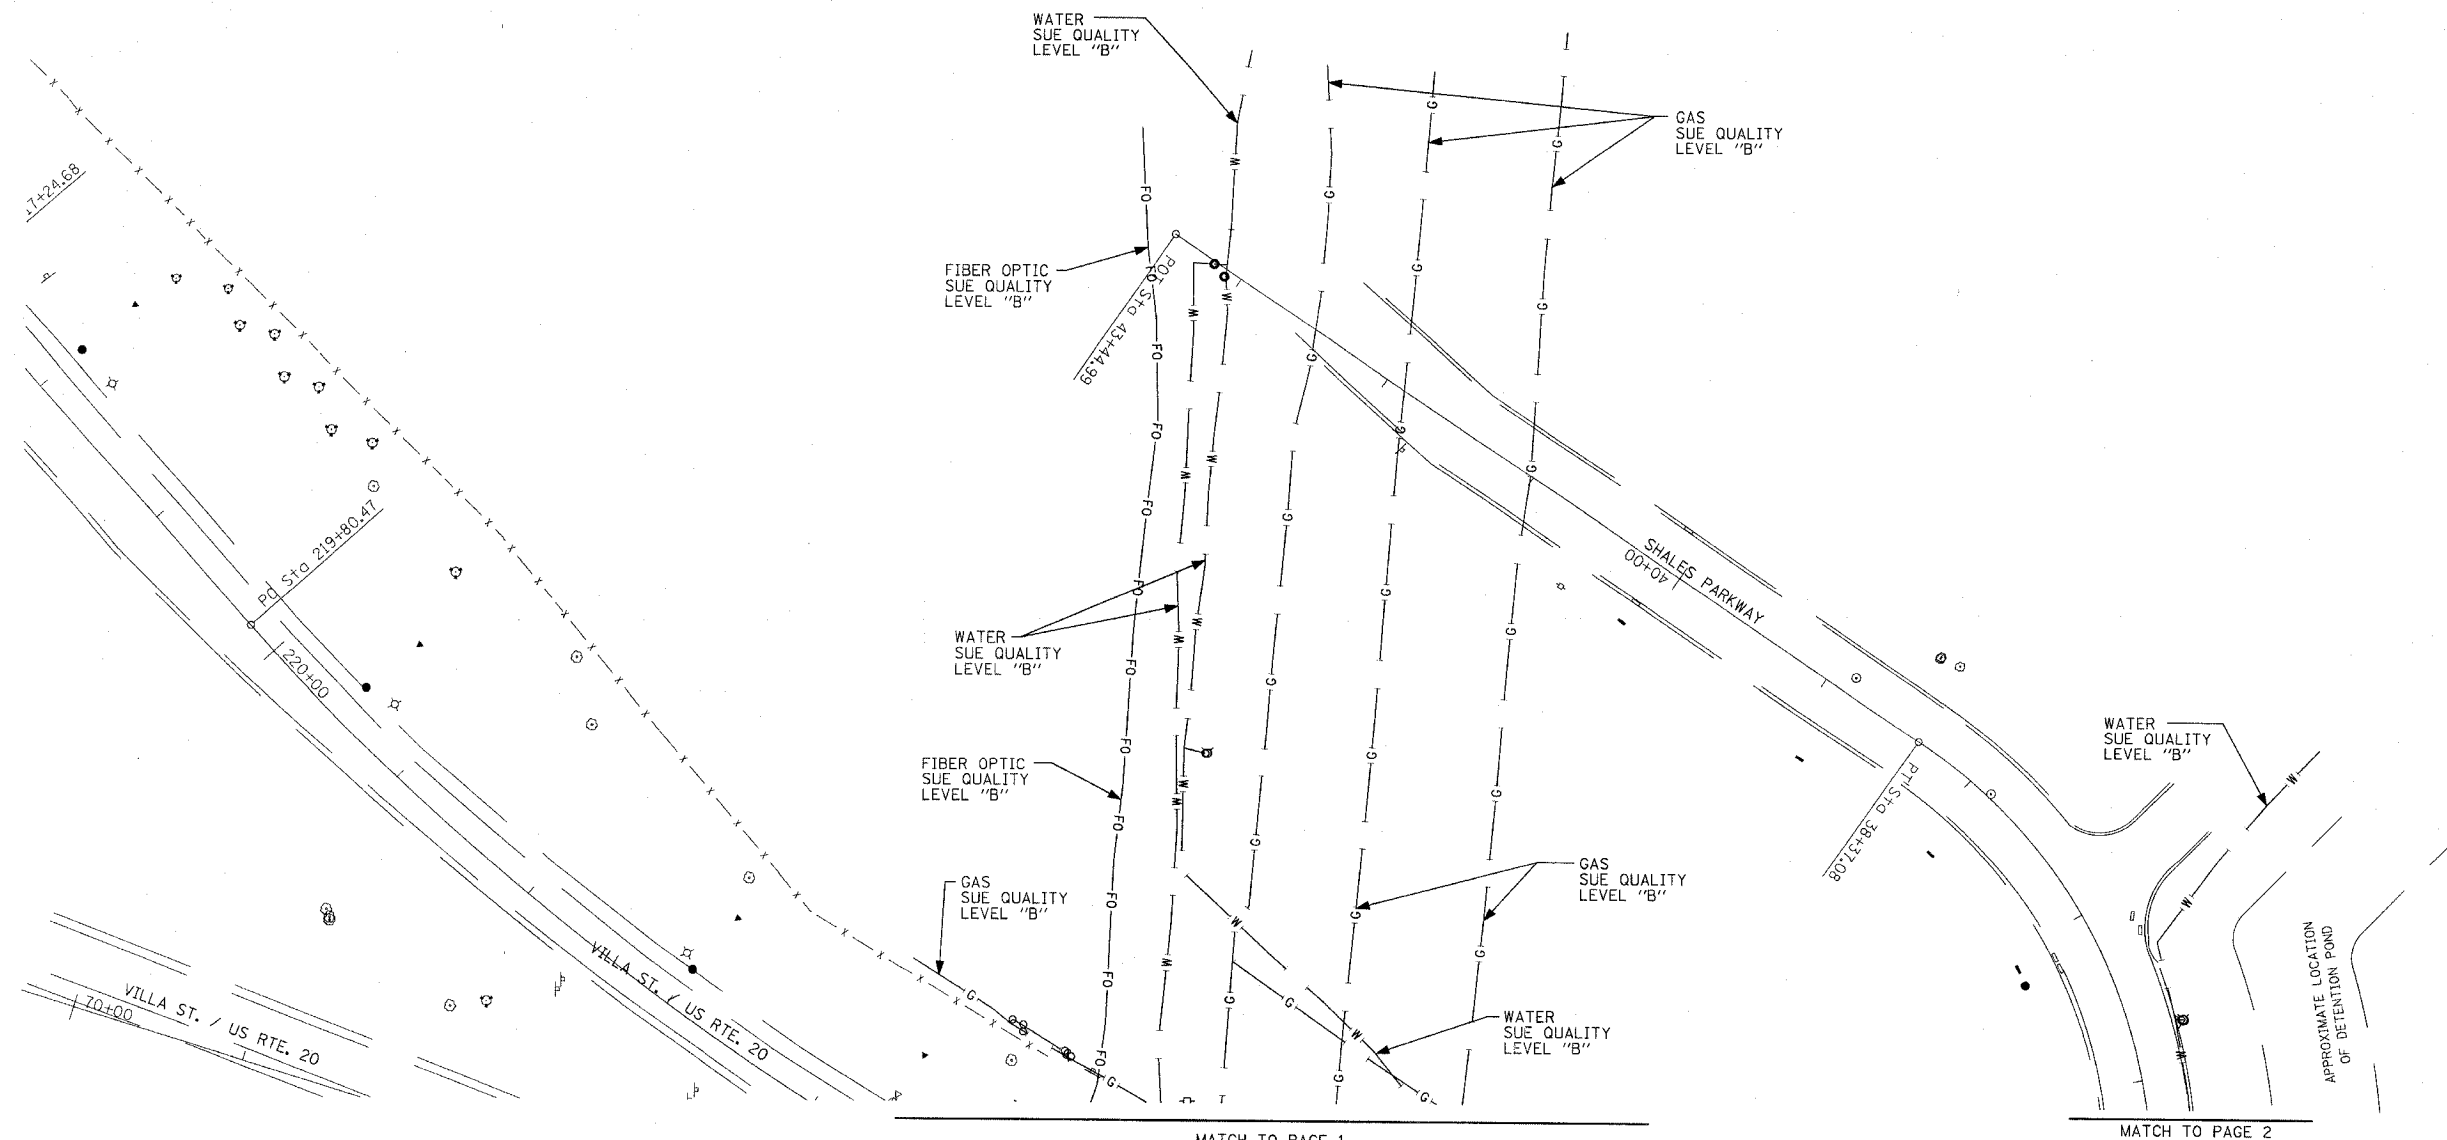 WATER
SUE QUALITY
LEVEL "B"
GAS
SUE QUALITY
LEVEL "B"
17+24.68
FIBER OPTIC
SUE QUALITY
LEVEL "B"
POT Sta 43+44.99
PI Sta 219+80.47
220+00
SHALES PARKWAY
40+00
WATER
SUE QUALITY
LEVEL "B"
WATER
SUE QUALITY
LEVEL "B"
FIBER OPTIC
SUE QUALITY
LEVEL "B"
PT Sta 38+37.08
GAS
SUE QUALITY
LEVEL "B"
GAS
SUE QUALITY
LEVEL "B"
VILLA ST. / US RTE. 20
VILLA ST. / US RTE. 20
70+00
WATER
SUE QUALITY
LEVEL "B"
APPROXIMATE LOCATION
OF DETENTION POND
MATCH TO PAGE 1
MATCH TO PAGE 2